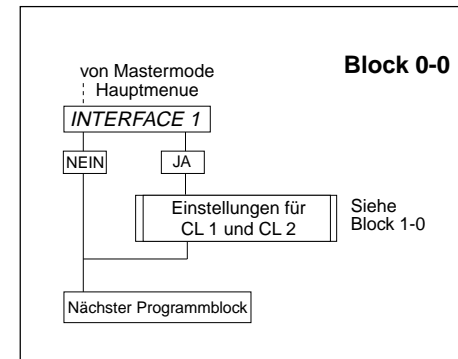 Block 0-0
von Mastermode
Hauptmenue
INTERFACE 1
NEIN
JA
Einstellungen für
CL 1 und CL 2
Siehe
Block 1-0
Nächster Programmblock